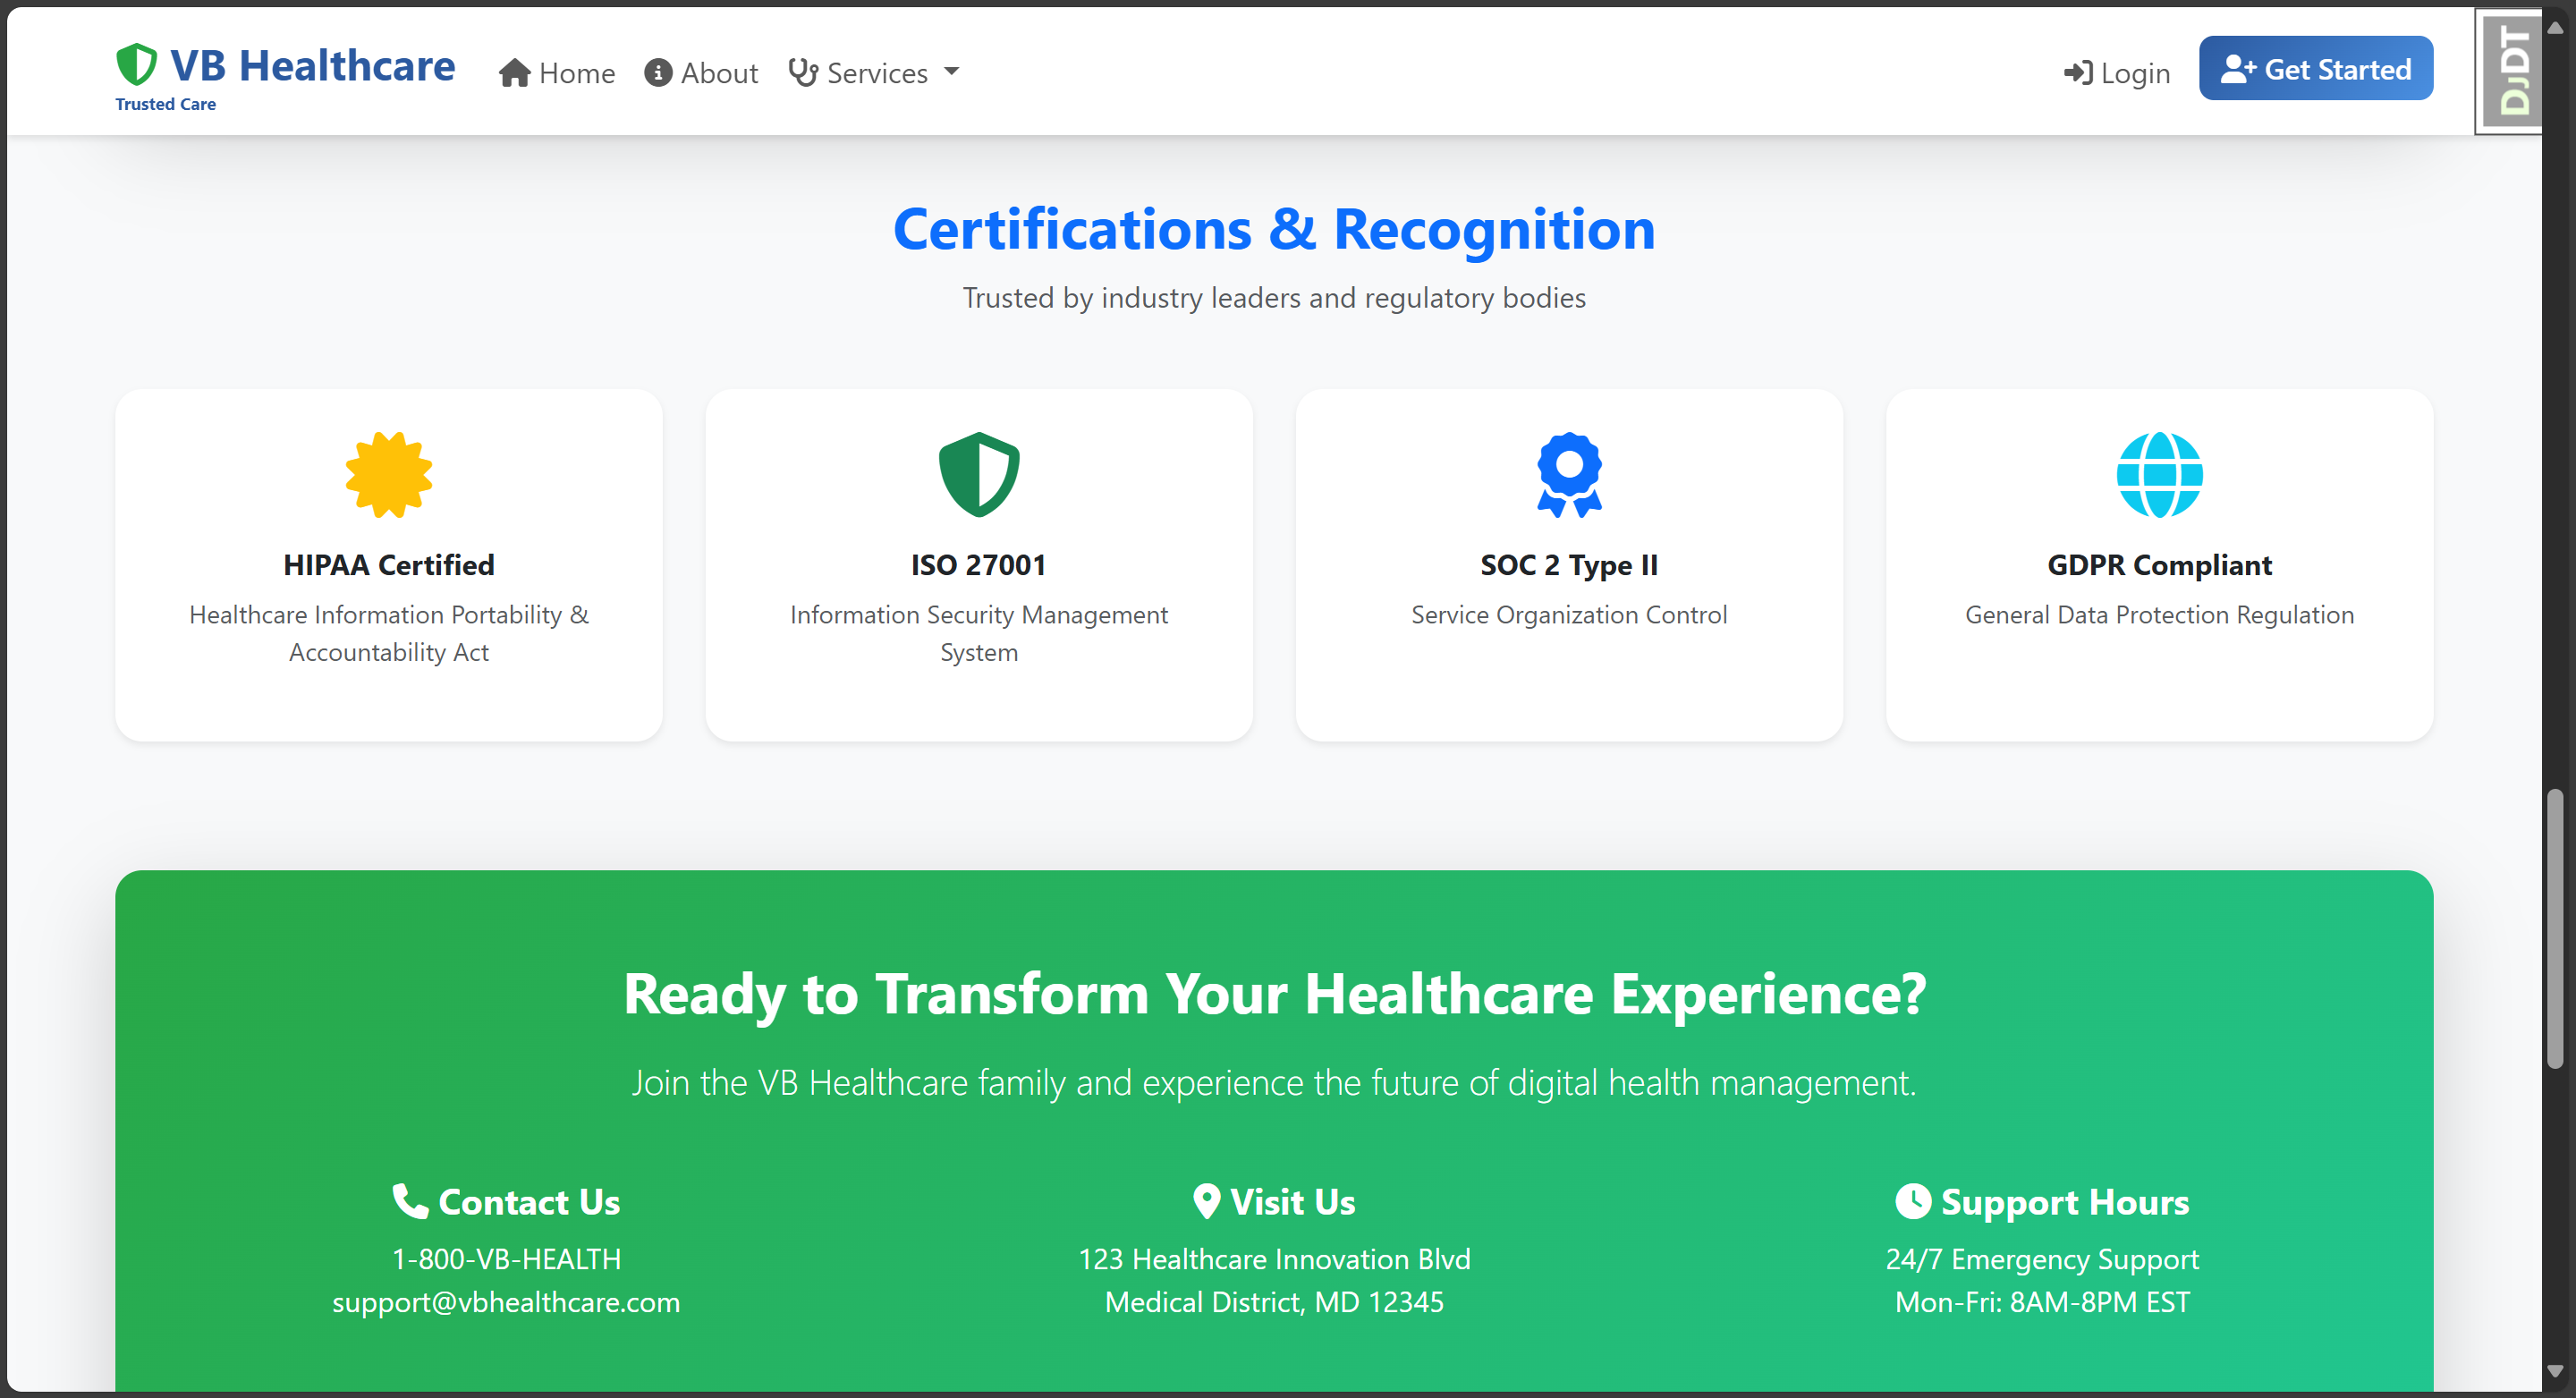 VB Healthcare
Trusted Care
Home
About
Services
Login
Get Started
DJDT
Certifications & Recognition
Trusted by industry leaders and regulatory bodies
HIPAA Certified
Healthcare Information Portability &
Accountability Act
ISO 27001
Information Security Management
System
SOC 2 Type II
Service Organization Control
GDPR Compliant
General Data Protection Regulation
Ready to Transform Your Healthcare Experience?
Join the VB Healthcare family and experience the future of digital health management.
Contact Us
1-800-VB-HEALTH
support@vbhealthcare.com
Visit Us
123 Healthcare Innovation Blvd
Medical District, MD 12345
Support Hours
24/7 Emergency Support
Mon-Fri: 8AM-8PM EST